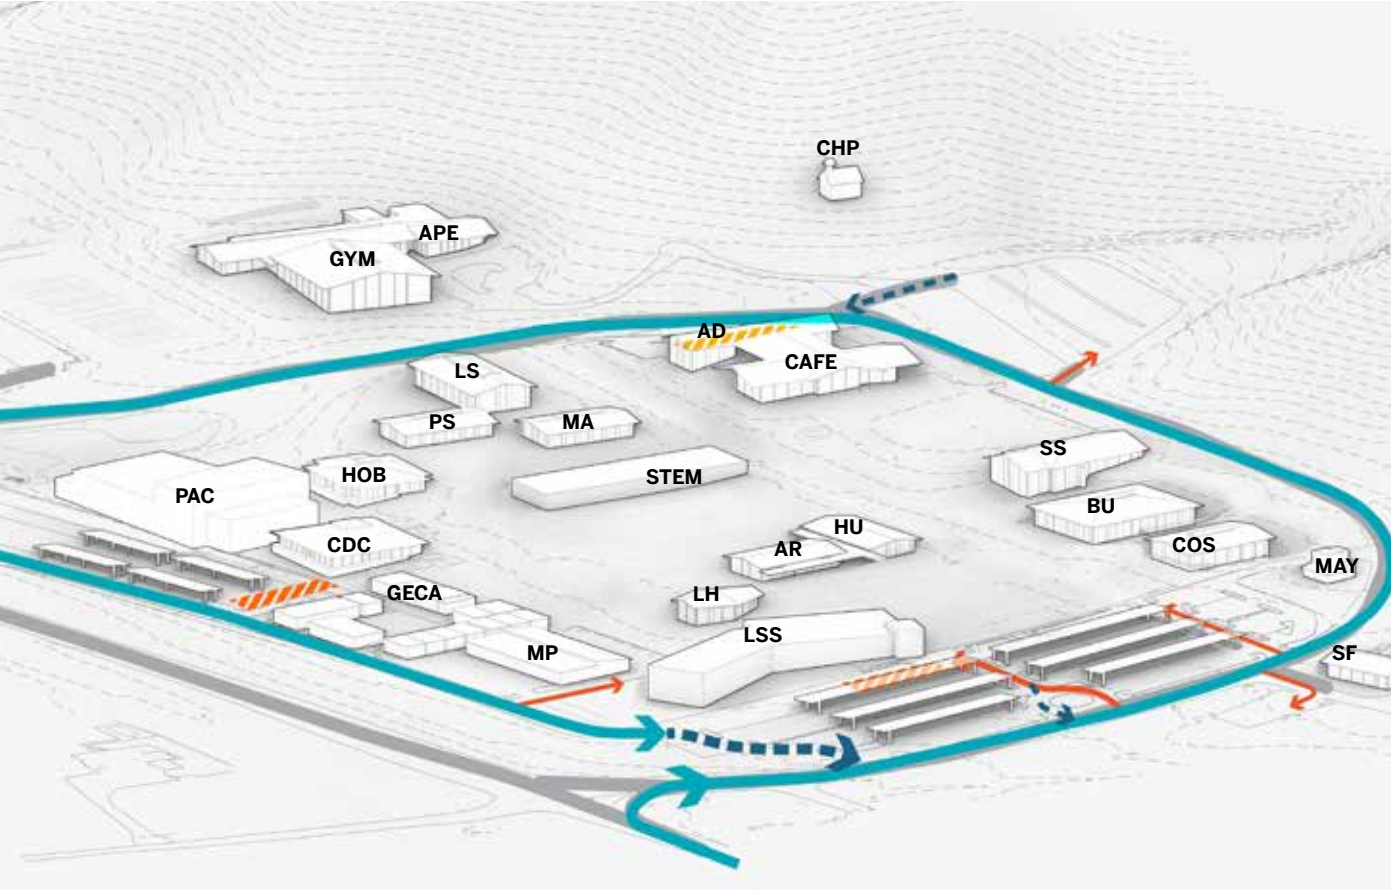 CHP
APE
GYM
AD
CAFE
LS
PS
MA
SS
HOB
STEM
PAC
BU
HU
CDC
AR
COS
MAY
GECA
LH
LSS
MP
SF